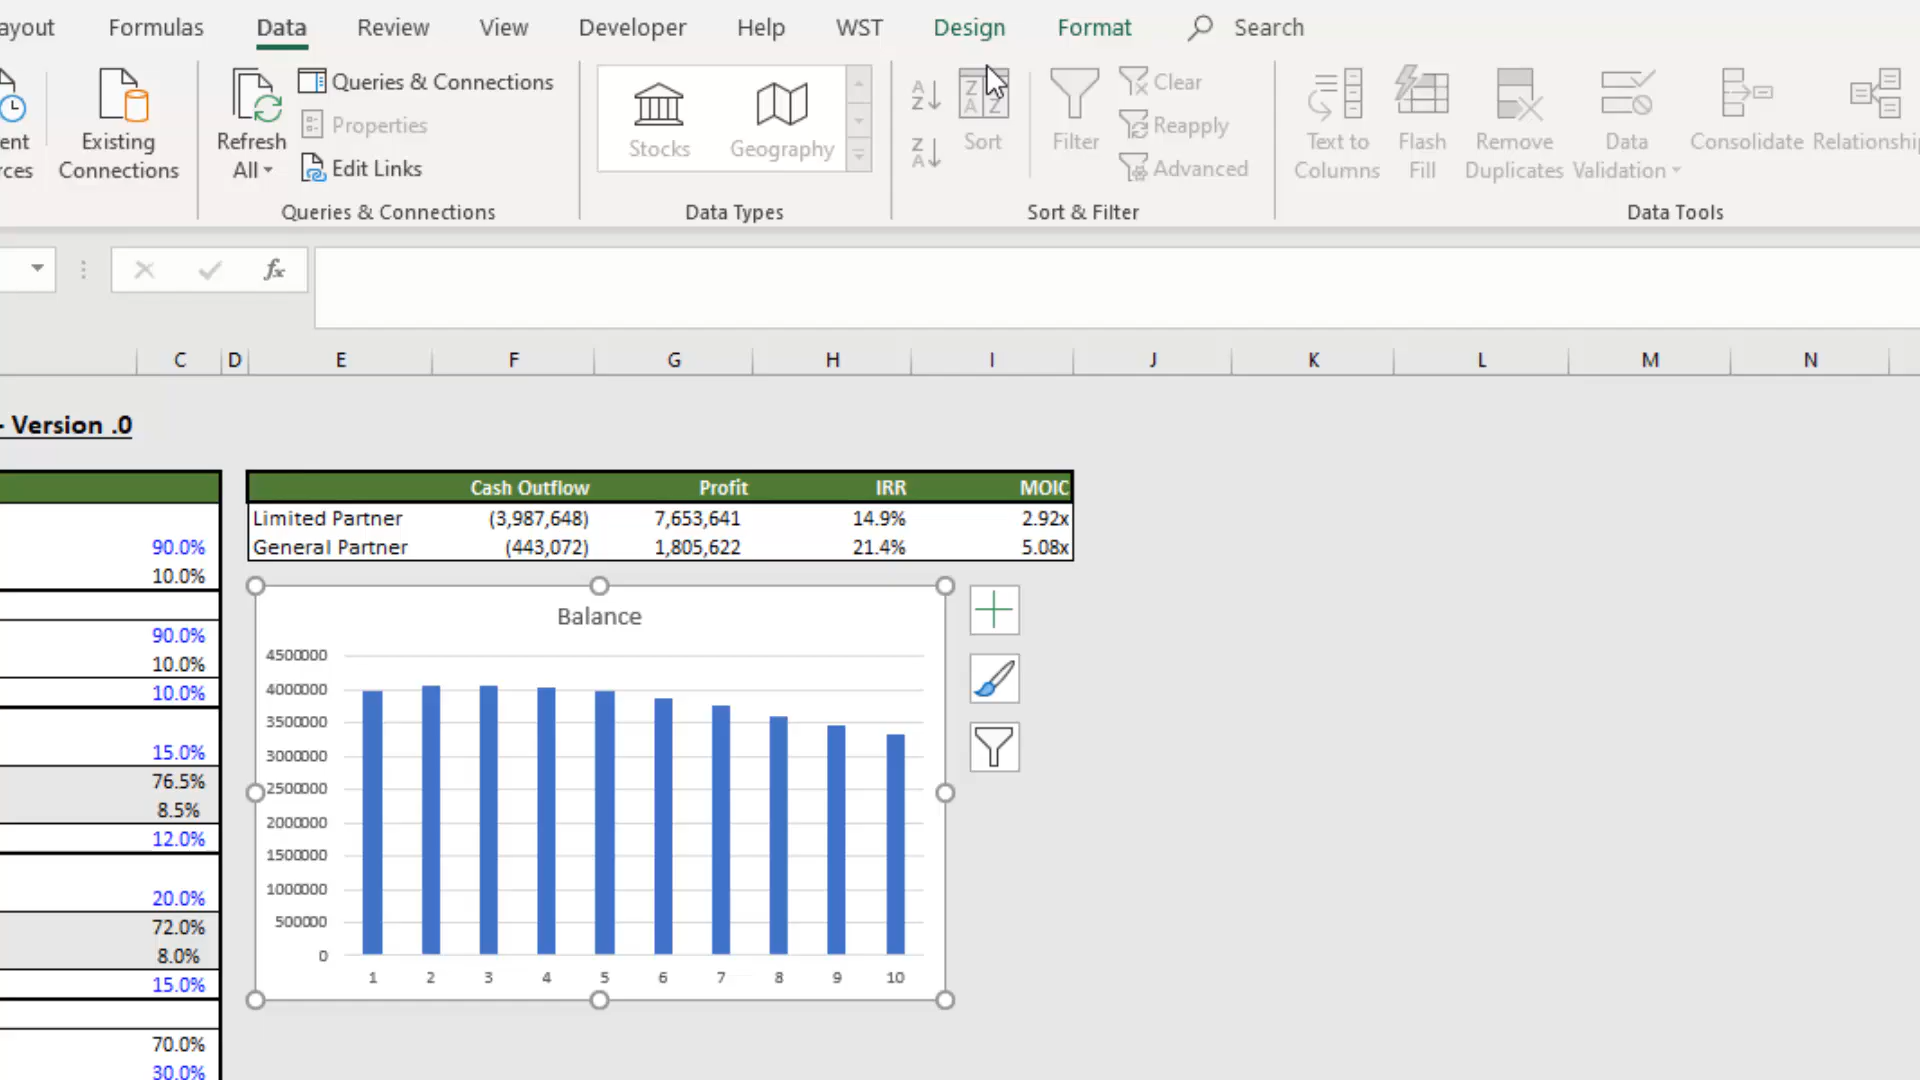 ayout Formulas Data Review View Developer Help WST Design Format Search
ent
rces
Existing
Connections
Refresh
All
Queries & Connections
Properties
Edit Links
Queries & Connections
Stocks Geography
Data Types
Sort
Filter
Clear
Reapply
Advanced
Sort & Filter
Text to
Columns
Flash
Fill
Remove
Duplicates
Data
Validation
Consolidate
Relationshi
Data Tools
fx
C D E F G H I J K L M N
- Version .0
Cash Outflow Profit IRR MOIC
Limited Partner (3,987,648) 7,653,641 14.9% 2.92x
General Partner (443,072) 1,805,622 21.4% 5.08x
90.0%
10.0%
90.0%
10.0%
10.0%
15.0%
76.5%
8.5%
12.0%
20.0%
72.0%
8.0%
15.0%
70.0%
30.0%
Balance
4500000
4000000
3500000
3000000
2500000
2000000
1500000
1000000
500000
0
1 2 3 4 5 6 7 8 9 10